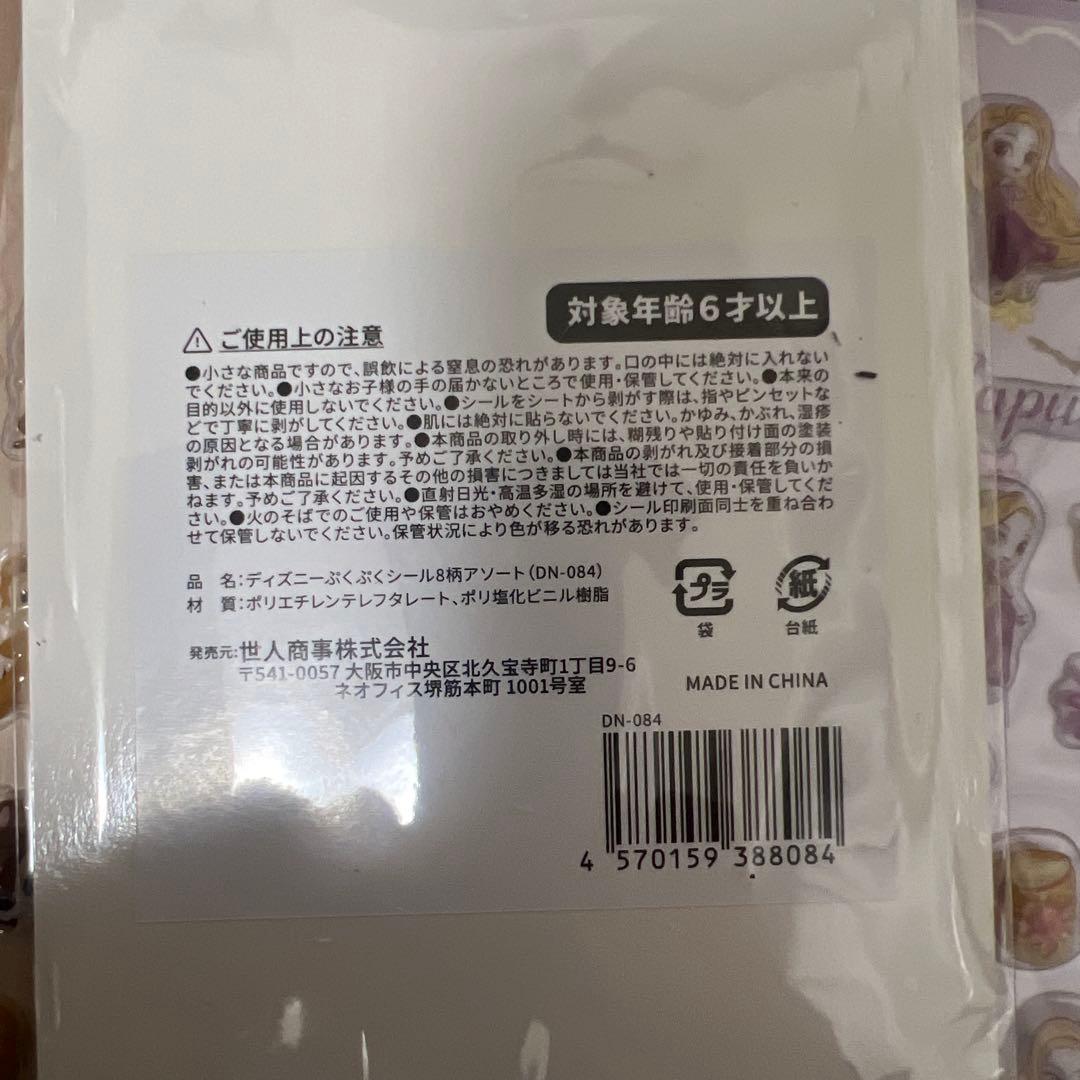 対象年齢6才以上
ご使用上の注意
●小さな商品ですので、誤飲による窒息の恐れがあります。口の中には絶対に入れない
でください。●小さなお子様の手の届かないところで使用・保管してください。●本来の
目的以外に使用しないでください。●シールをシートから剥がす際は、指やピンセットな
どで丁寧に剥がしてください。●肌には絶対に貼らないでください。かゆみ、かぶれ、湿疹
の原因となる場合があります。●本商品の取り外し時には、糊残りや貼り付け面の塗装
剥がれの可能性があります。予めご了承ください。●本商品の剥がれ及び接着部分の損
害、または本商品に起因するその他の損害につきましては当社では一切の責任を負いか
ねます。予めご了承ください。●直射日光・高温多湿の場所を避けて、使用・保管してくだ
さい。●火のそばでのご使用や保管はおやめください。●シール印刷面同士を重ね合わ
せて保管しないでください。保管状況により色が移る恐れがあります。
品 名:ディズニーぷくぷくシール8柄アソート(DN-084)
材 質:ポリエチレンテレフタレート、ポリ塩化ビニル樹脂
プラ
袋
紙
台紙
発売元:世人商事株式会社
〒541-0057 大阪市中央区北久宝寺町1丁目9-6
ネオフィス堺筋本町 1001号室
MADE IN CHINA
DN-084
4 570159 388084